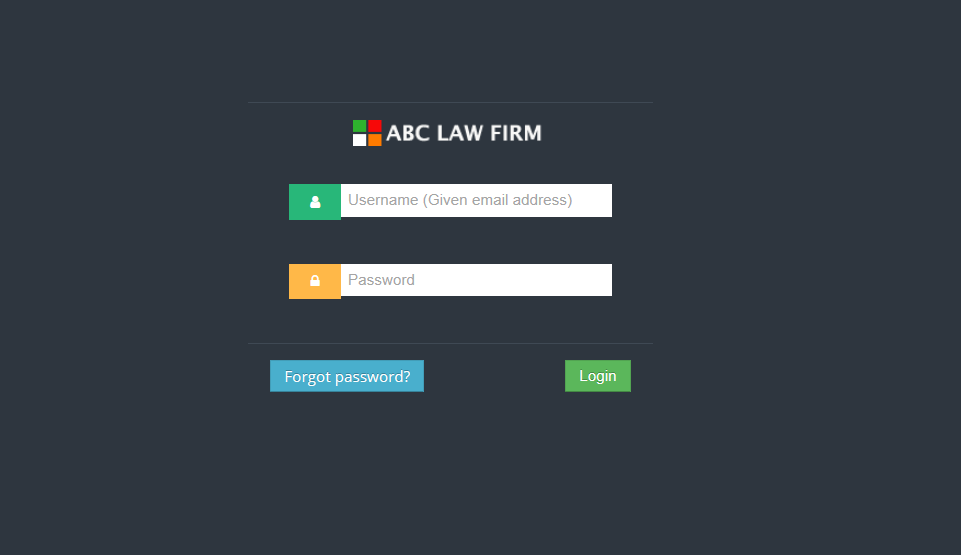 ABC LAW FIRM
Username (Given email address)
Password
Forgot password?
Login